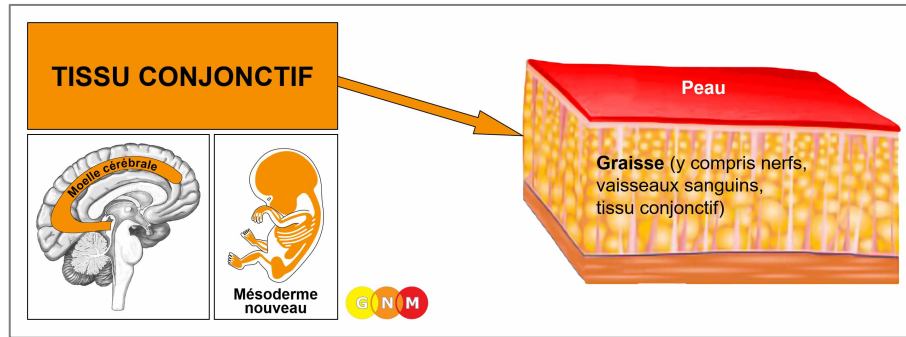 TISSU CONJONCTIF
Moelle cérébrale
Mésoderme
nouveau
G N M
Peau
Graisse (y compris nerfs,
vaisseaux sanguins,
tissu conjonctif)